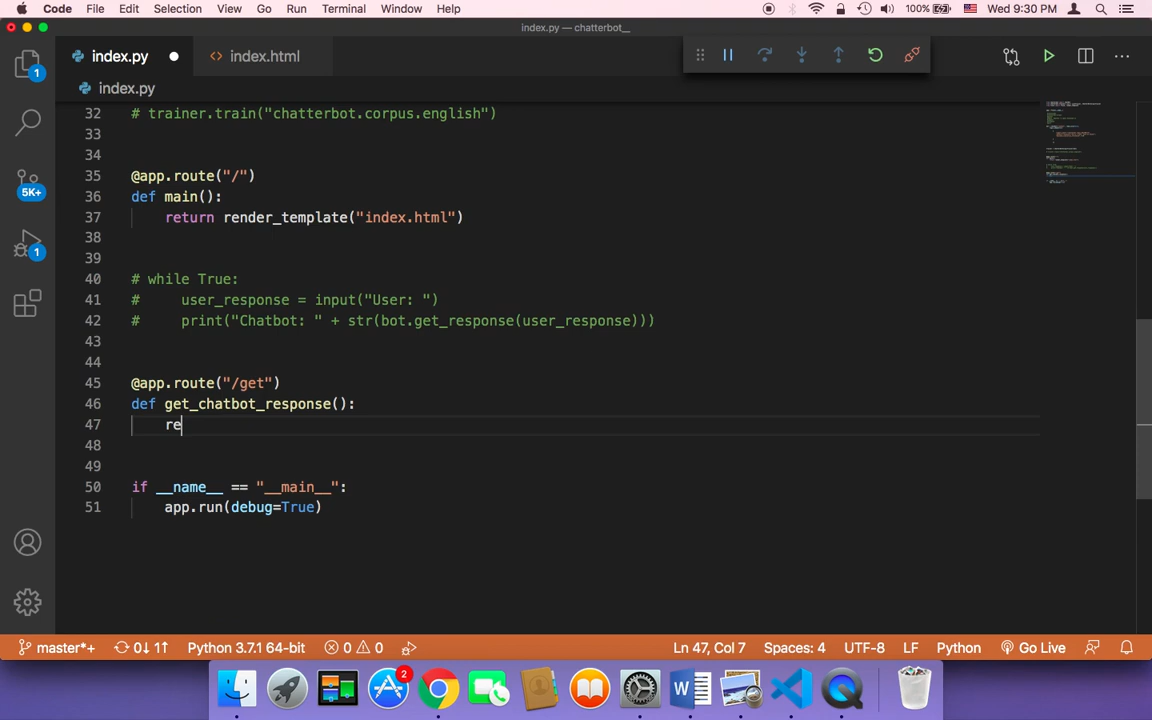 Code File Edit Selection View Go Run Terminal Window Help 100% Wed 9:30 PM
index.py — chatterbot_
index.py index.html
index.py
32 # trainer.train("chatterbot.corpus.english")
33
34
35 @app.route("/")
36 def main():
37 return render_template("index.html")
38
39
40 # while True:
41 # user_response = input("User: ")
42 # print("Chatbot: " + str(bot.get_response(user_response)))
43
44
45 @app.route("/get")
46 def get_chatbot_response():
47 re
48
49
50 if __name__ == "__main__":
51 app.run(debug=True)
1
5K+
1
master*+ 0↓ 1↑ Python 3.7.1 64-bit 0 0 Ln 47, Col 7 Spaces: 4 UTF-8 LF Python Go Live
2